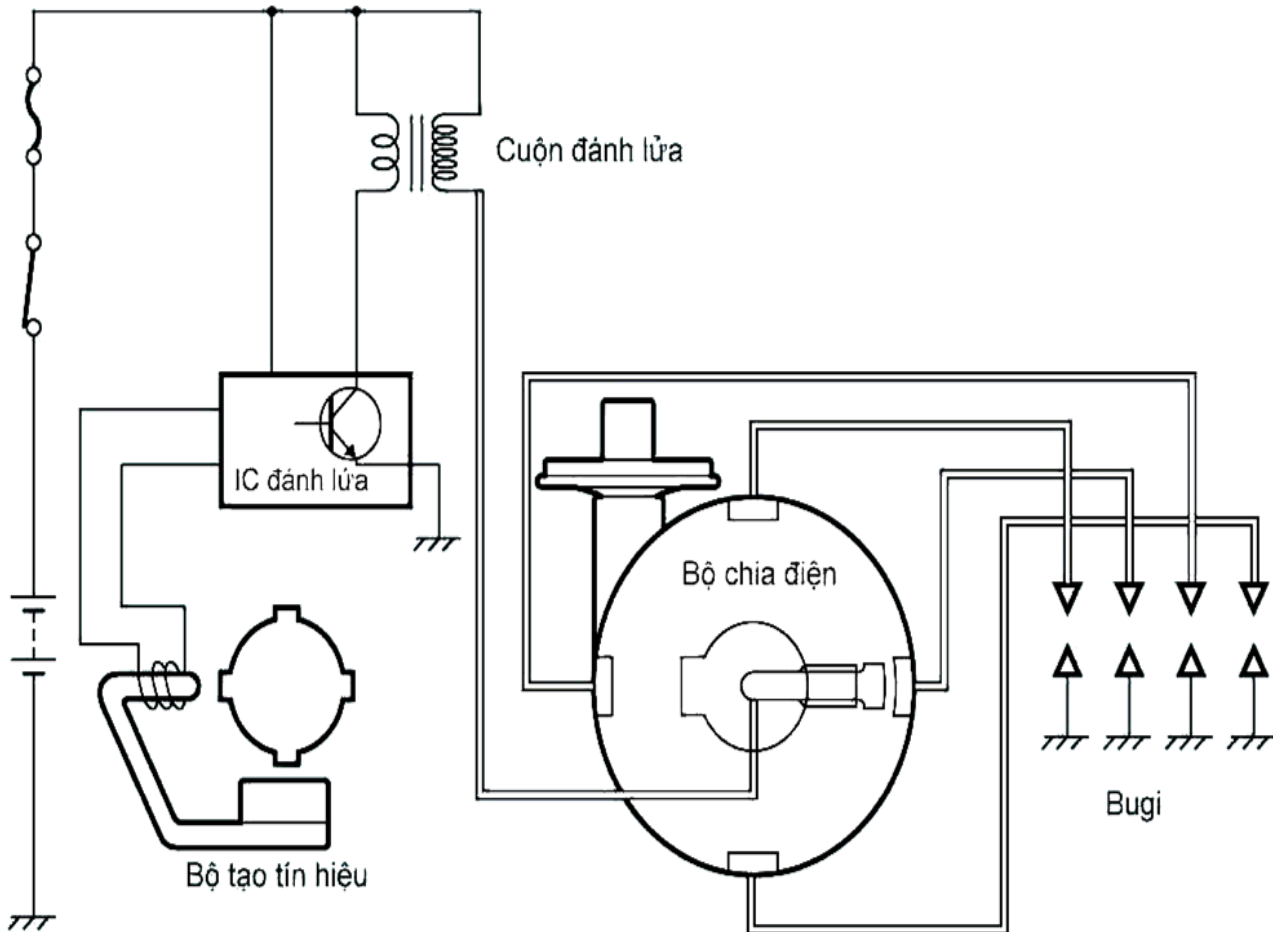 Cuộn đánh lửa
IC đánh lửa
Bộ chia điện
Bugi
Bộ tạo tín hiệu